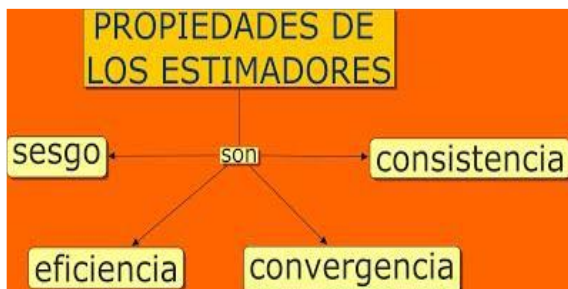 PROPIEDADES DE
LOS ESTIMADORES
sesgo
son
consistencia
eficiencia
convergencia